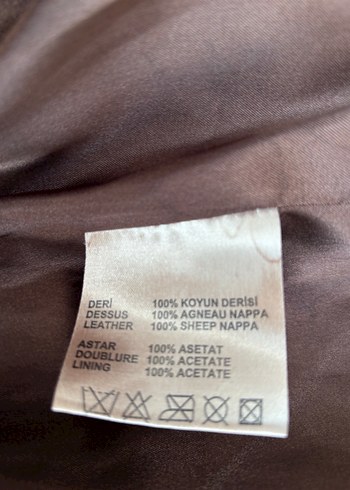 DERİ 100% KOYUN DERİSİ
DESSUS 100% AGNEAU NAPPA
LEATHER 100% SHEEP NAPPA
ASTAR 100% ASETAT
DOUBLURE 100% ACETATE
LINING 100% ACETATE